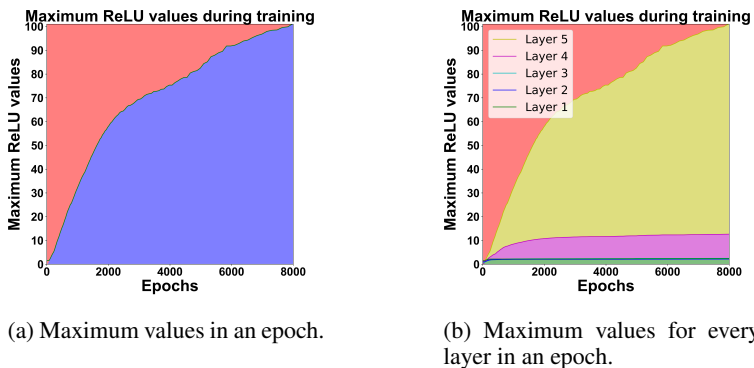 Maximum ReLU values during training
Maximum ReLU values
100
90
80
70
60
50
40
30
20
10
0
0 2000 4000 6000 8000
Epochs
(a) Maximum values in an epoch.
Maximum ReLU values during training
Maximum ReLU values
100
90
80
70
60
50
40
30
20
10
0
Layer 5
Layer 4
Layer 3
Layer 2
Layer 1
0 2000 4000 6000 8000
Epochs
(b) Maximum values for every
layer in an epoch.